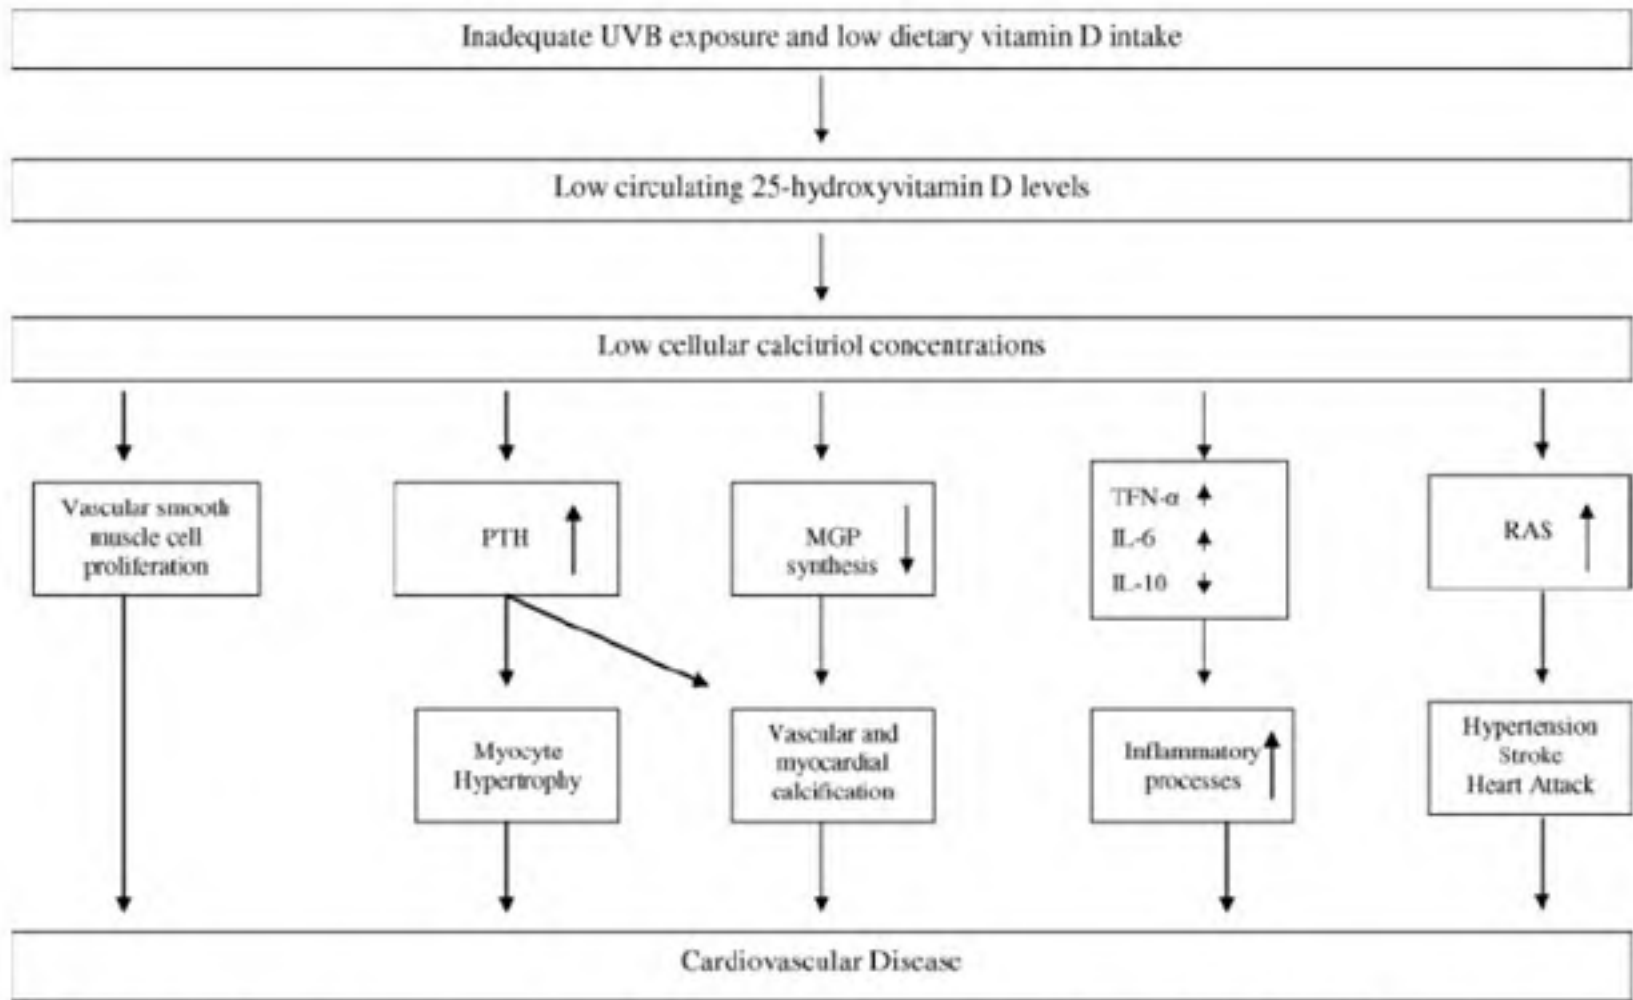 Inadequate UVB exposure and low dietary vitamin D intake
Low circulating 25-hydroxyvitamin D levels
Low cellular calcitriol concentrations
Vascular smooth
muscle cell
proliferation
PTH
MGP
synthesis
TFN-α
IL-6
IL-10
RAS
Myocyte
Hypertrophy
Vascular and
myocardial
calcification
Inflammatory
processes
Hypertension
Stroke
Heart Attack
Cardiovascular Disease